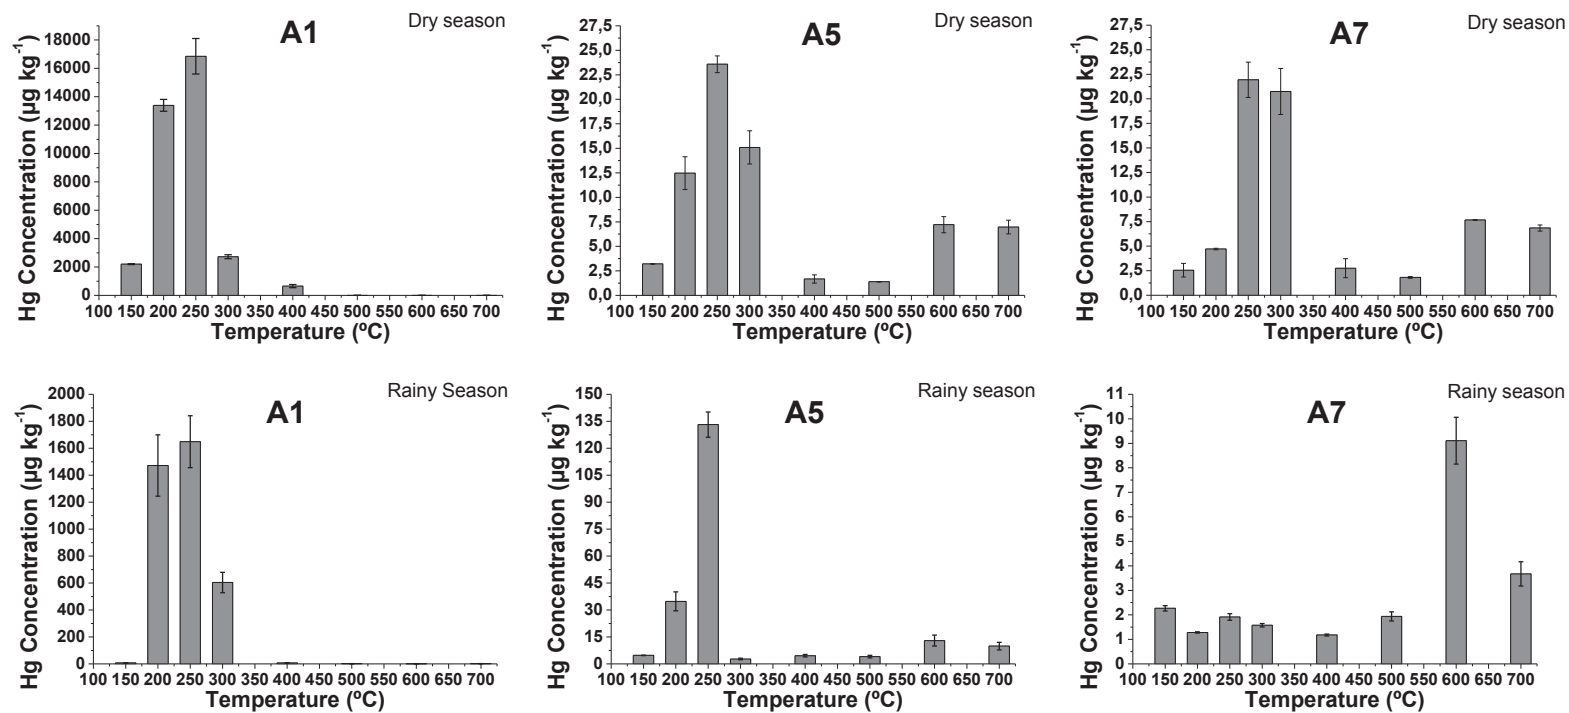 Dry season
A1
Hg Concentration (µg kg-1)
18000
16000
14000
12000
10000
8000
6000
4000
2000
0
100 150 200 250 300 350 400 450 500 550 600 650 700
Temperature (ºC)
Dry season
A5
Hg Concentration (µg kg-1)
27,5
25,0
22,5
20,0
17,5
15,0
12,5
10,0
7,5
5,0
2,5
0,0
100 150 200 250 300 350 400 450 500 550 600 650 700
Temperature (ºC)
Dry season
A7
Hg Concentration (µg kg-1)
27,5
25,0
22,5
20,0
17,5
15,0
12,5
10,0
7,5
5,0
2,5
0,0
100 150 200 250 300 350 400 450 500 550 600 650 700
Temperature (ºC)
Rainy Season
A1
Hg Concentration (µg kg-1)
2000
1800
1600
1400
1200
1000
800
600
400
200
0
100 150 200 250 300 350 400 450 500 550 600 650 700
Temperature (ºC)
Rainy season
A5
Hg Concentration (µg kg-1)
150
135
120
105
90
75
60
45
30
15
0
100 150 200 250 300 350 400 450 500 550 600 650 700
Temperature (ºC)
Rainy season
A7
Hg Concentration (µg kg-1)
11
10
9
8
7
6
5
4
3
2
1
0
100 150 200 250 300 350 400 450 500 550 600 650 700
Temperature (ºC)